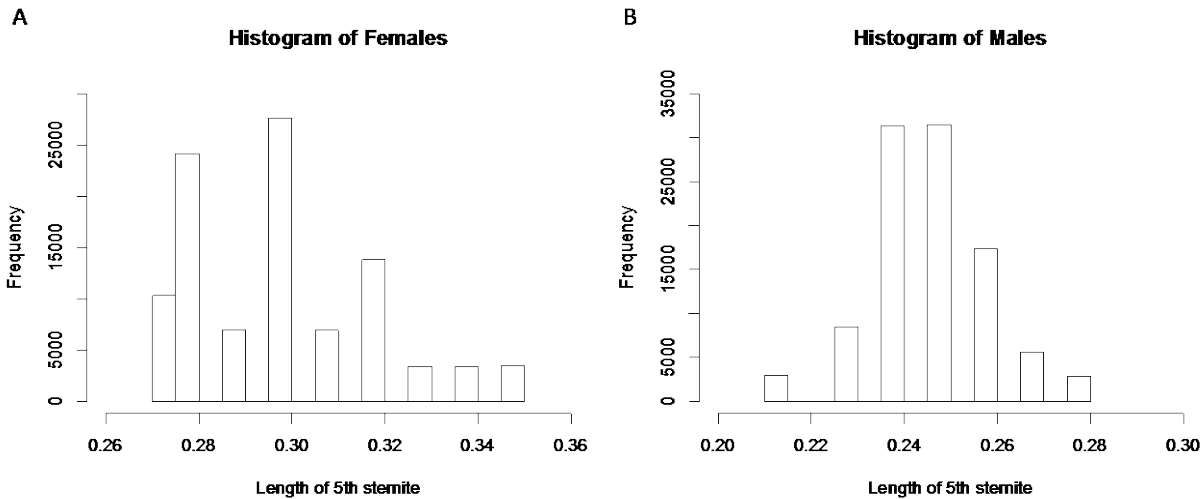 A
Histogram of Females
Frequency
25000
15000
5000
0
0.26 0.28 0.30 0.32 0.34 0.36
Length of 5th sternite
B
Histogram of Males
Frequency
35000
25000
15000
5000
0
0.20 0.22 0.24 0.26 0.28 0.30
Length of 5th sternite